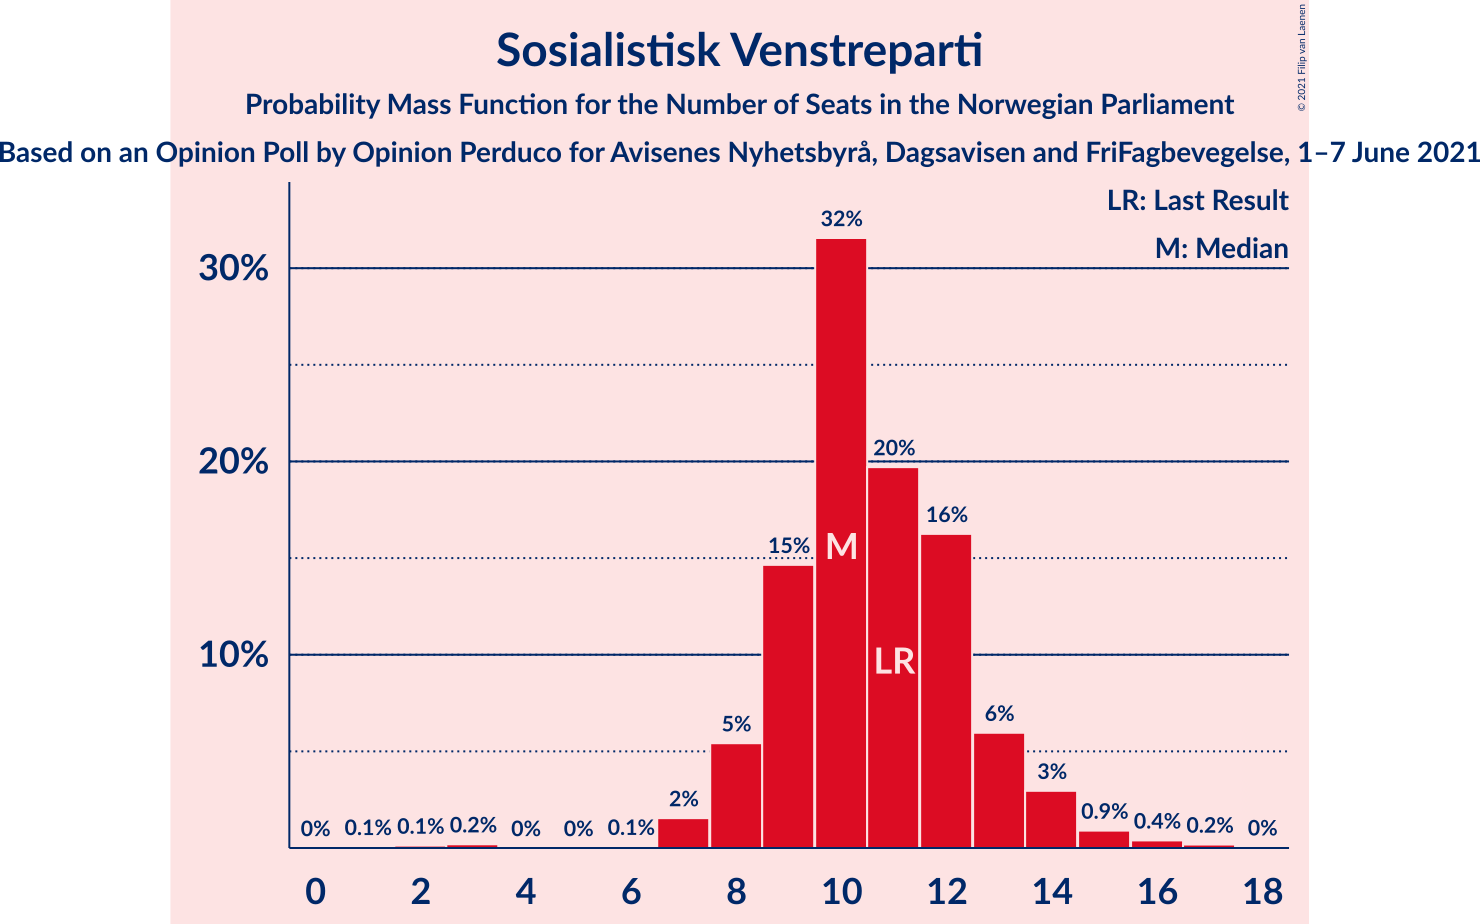 Sosialistisk Venstreparti
Probability Mass Function for the Number of Seats in the Norwegian Parliament
Based on an Opinion Poll by Opinion Perduco for Avisenes Nyhetsbyrå, Dagsavisen and FriFagbevegelse, 1–7 June 2021
© 2021 Filip van Laenen
LR: Last Result
M: Median
30%
20%
10%
0%
0.1%
0.1%
0.2%
0%
0%
0.1%
2%
5%
15%
32%
20%
16%
6%
3%
0.9%
0.4%
0.2%
0%
M
LR
0 2 4 6 8 10 12 14 16 18